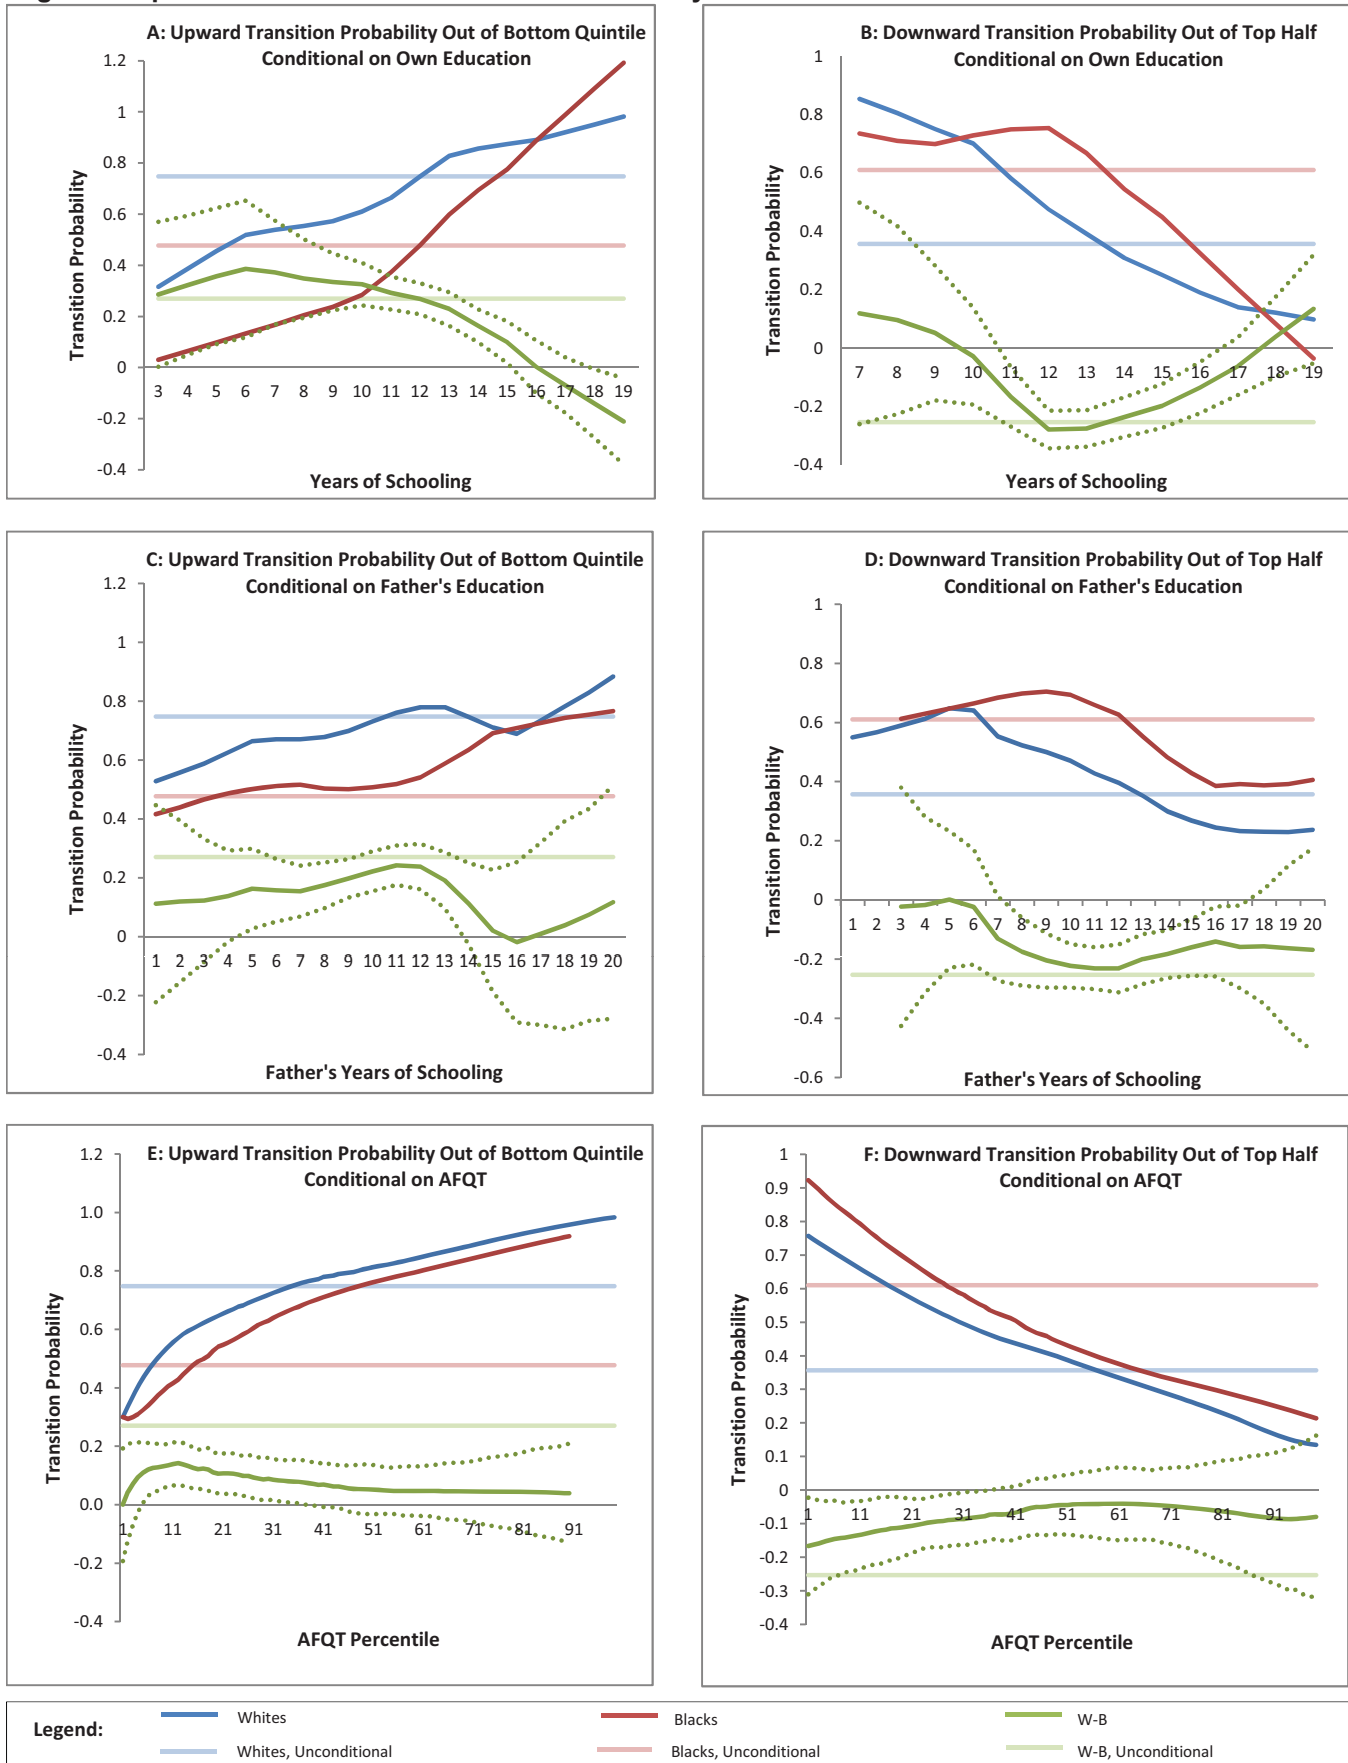 A: Upward Transition Probability Out of Bottom Quintile
Conditional on Own Education
1.2
1
0.8
0.6
0.4
0.2
0
-0.2
-0.4
Transition Probability
3 4 5 6 7 8 9 10 11 12 13 14 15 16 17 18 19
Years of Schooling
B: Downward Transition Probability Out of Top Half
Conditional on Own Education
1
0.8
0.6
0.4
0.2
0
-0.2
-0.4
Transition Probability
7 8 9 10 11 12 13 14 15 16 17 18 19
Years of Schooling
C: Upward Transition Probability Out of Bottom Quintile
Conditional on Father's Education
1.2
1
0.8
0.6
0.4
0.2
0
-0.2
-0.4
Transition Probability
1 2 3 4 5 6 7 8 9 10 11 12 13 14 15 16 17 18 19 20
Father's Years of Schooling
D: Downward Transition Probability Out of Top Half
Conditional on Father's Education
1
0.8
0.6
0.4
0.2
0
-0.2
-0.4
-0.6
Transition Probability
1 2 3 4 5 6 7 8 9 10 11 12 13 14 15 16 17 18 19 20
Father's Years of Schooling
E: Upward Transition Probability Out of Bottom Quintile
Conditional on AFQT
1.2
1.0
0.8
0.6
0.4
0.2
0.0
-0.2
-0.4
Transition Probability
1 11 21 31 41 51 61 71 81 91
AFQT Percentile
F: Downward Transition Probability Out of Top Half
Conditional on AFQT
1
0.9
0.8
0.7
0.6
0.5
0.4
0.3
0.2
0.1
0
-0.1
-0.2
-0.3
-0.4
Transition Probability
1 11 21 31 41 51 61 71 81 91
AFQT Percentile
Legend:
Whites
Blacks
W-B
Whites, Unconditional
Blacks, Unconditional
W-B, Unconditional